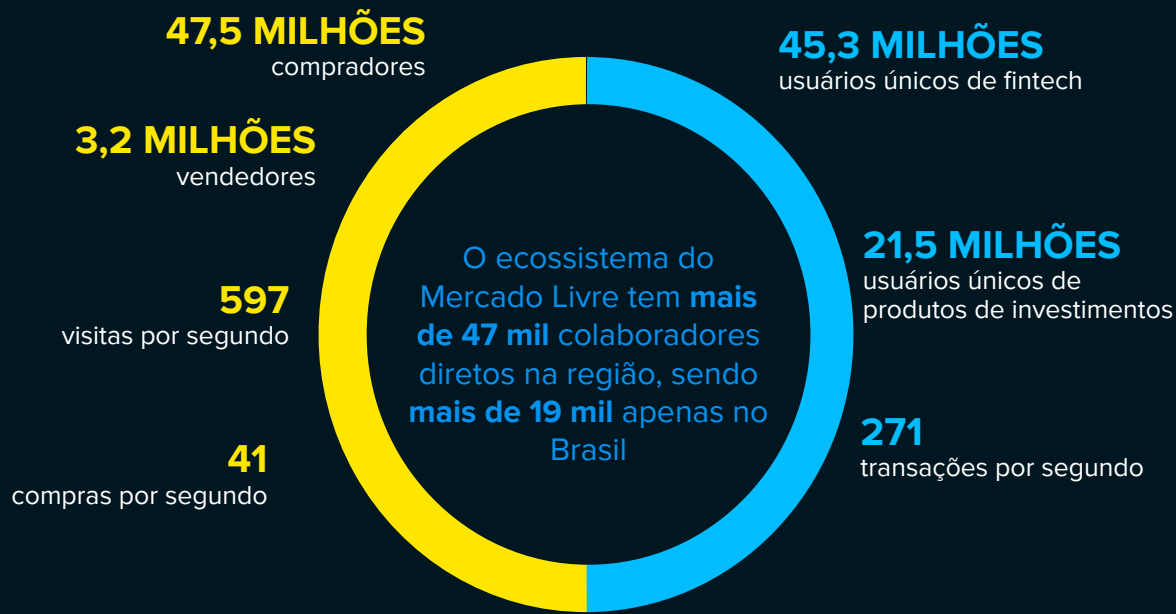 47,5 MILHÕES
compradores
3,2 MILHÕES
vendedores
597
visitas por segundo
41
compras por segundo
O ecossistema do
Mercado Livre tem mais
de 47 mil colaboradores
diretos na região, sendo
mais de 19 mil apenas no
Brasil
45,3 MILHÕES
usuários únicos de fintech
21,5 MILHÕES
usuários únicos de
produtos de investimentos
271
transações por segundo